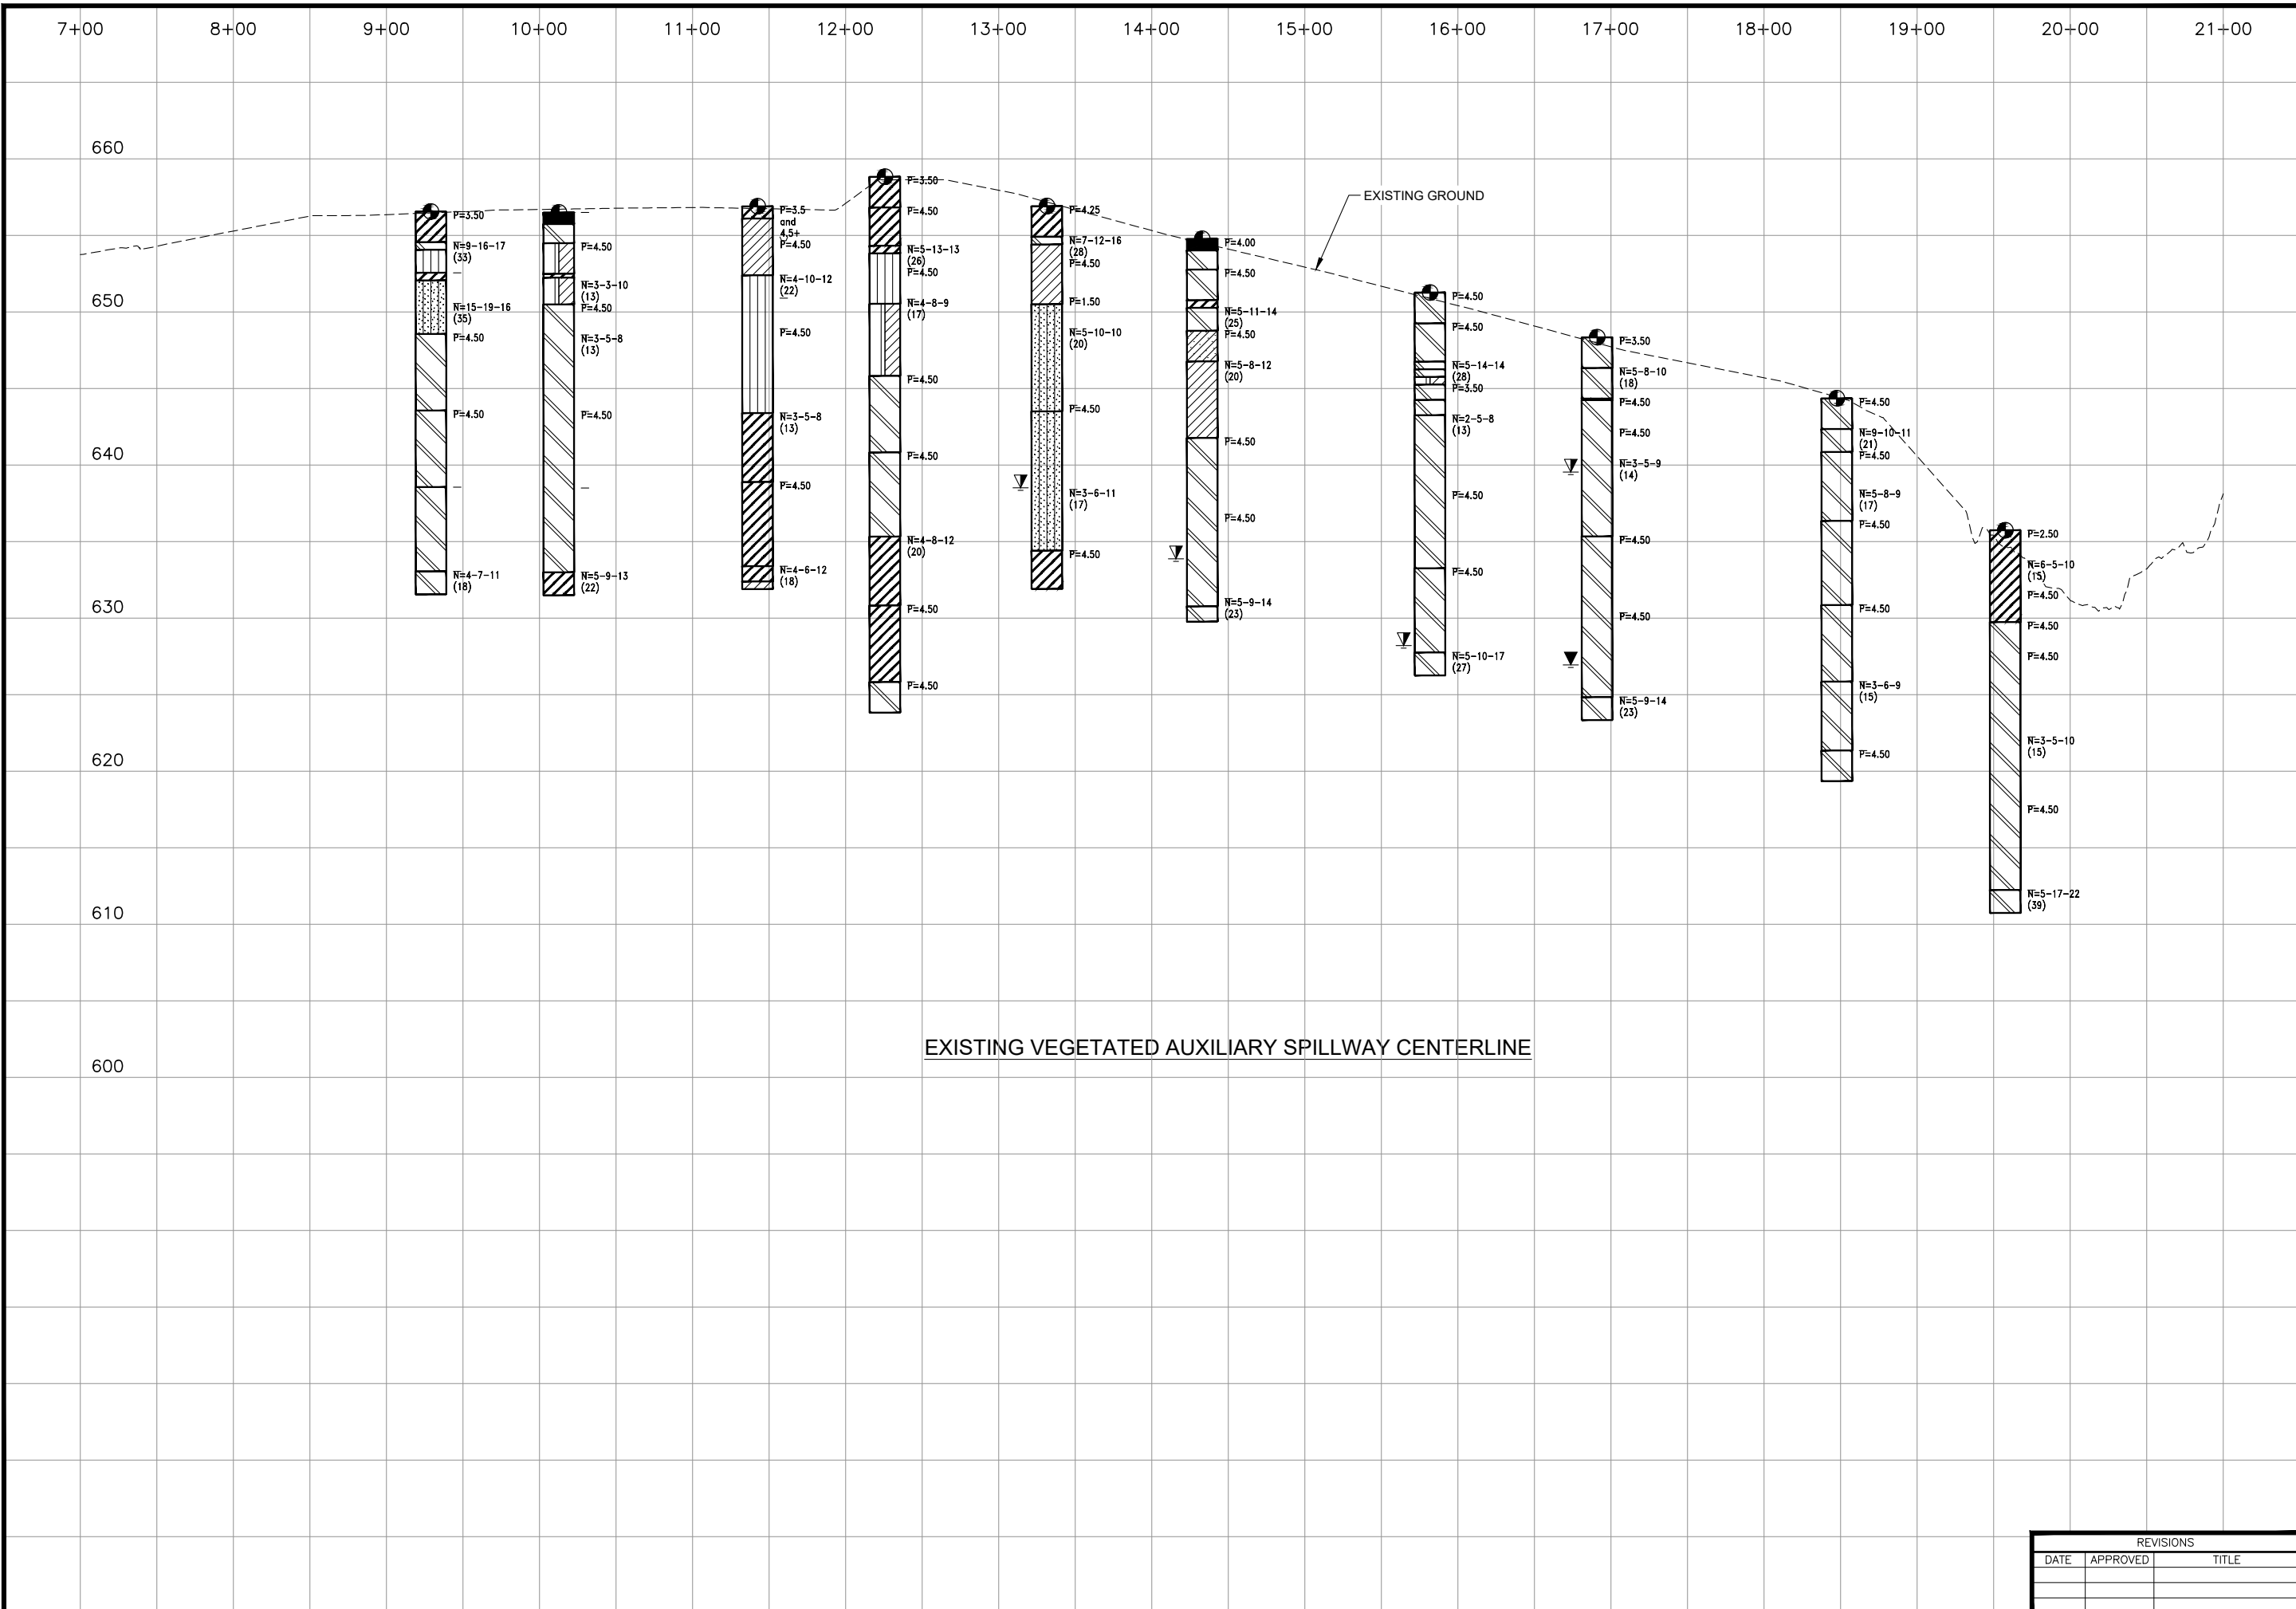 7+00 8+00 9+00 10+00 11+00 12+00 13+00 14+00 15+00 16+00 17+00 18+00 19+00 20+00 21+00
660
650
640
630
620
610
600
P=3.50
N=9-16-17
(33)
N=15-19-16
(35)
P=4.50
P=4.50
N=4-7-11
(18)
P=4.50
N=3-3-10
(13)
P=4.50
N=3-5-8
(13)
P=4.50
N=5-9-13
(22)
P=3.5
and
4,5+
P=4.50
N=4-10-12
(22)
P=4.50
N=3-5-8
(13)
P=4.50
N=4-6-12
(18)
P=3.50
P=4.50
N=5-13-13
(26)
P=4.50
N=4-8-9
(17)
P=4.50
P=4.50
N=4-8-12
(20)
P=4.50
P=4.50
P=4.25
N=7-12-16
(28)
P=4.50
P=1.50
N=5-10-10
(20)
P=4.50
N=3-6-11
(17)
P=4.50
P=4.00
P=4.50
N=5-11-14
(25)
P=4.50
N=5-8-12
(20)
P=4.50
P=4.50
N=5-9-14
(23)
EXISTING GROUND
P=4.50
P=4.50
N=5-14-14
(28)
P=3.50
N=2-5-8
(13)
P=4.50
P=4.50
N=5-10-17
(27)
P=3.50
N=5-8-10
(18)
P=4.50
P=4.50
N=3-5-9
(14)
P=4.50
P=4.50
N=5-9-14
(23)
P=4.50
N=9-10-11
(21)
P=4.50
N=5-8-9
(17)
P=4.50
P=4.50
N=3-6-9
(15)
P=4.50
P=2.50
N=6-5-10
(15)
P=4.50
P=4.50
P=4.50
N=3-5-10
(15)
P=4.50
N=5-17-22
(39)
EXISTING VEGETATED AUXILIARY SPILLWAY CENTERLINE
REVISIONS
DATE APPROVED TITLE